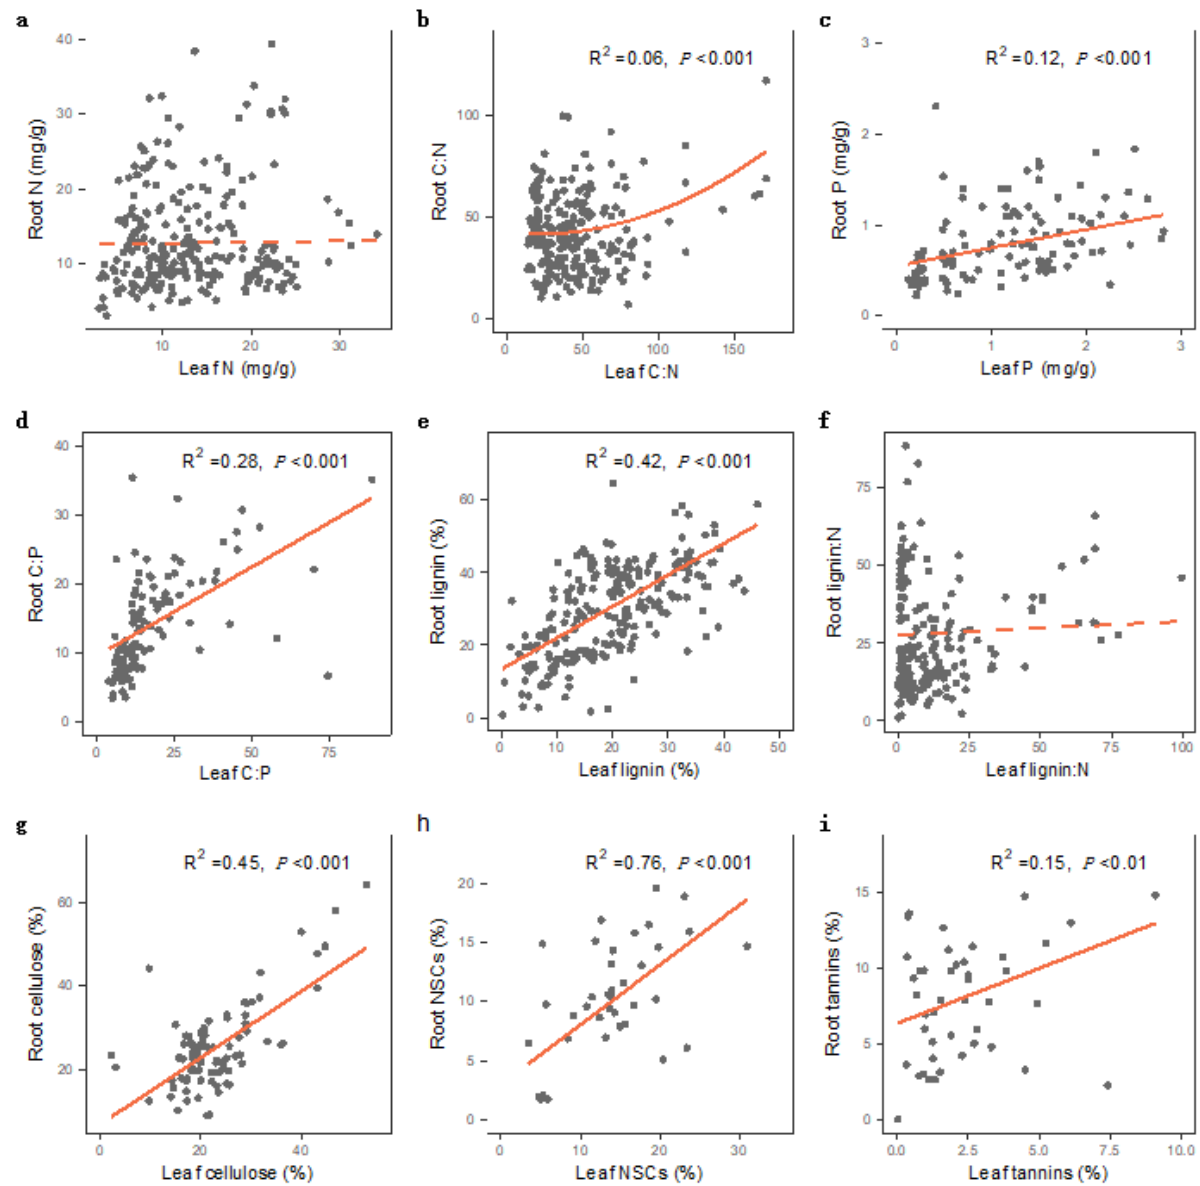 a
Root N (mg/g)
40
30
20
10
10 20 30
Leaf N (mg/g)
b
R²=0.06, P<0.001
Root C:N
100
50
0
0 50 100 150
Leaf C:N
c
R²=0.12, P<0.001
Root P (mg/g)
3
2
1
0
0 1 2 3
Leaf P (mg/g)
d
R²=0.28, P<0.001
Root C:P
40
30
20
10
0
0 25 50 75
Leaf C:P
e
R²=0.42, P<0.001
Root lignin (%)
60
40
20
0
0 10 20 30 40 50
Leaf lignin (%)
f
Root lignin:N
75
50
25
0
0 25 50 75 100
Leaf lignin:N
g
R²=0.45, P<0.001
Root cellulose (%)
60
40
20
0 20 40
Leaf cellulose (%)
h
R²=0.76, P<0.001
Root NSCs (%)
20
15
10
5
0
0 10 20 30
Leaf NSCs (%)
i
R²=0.15, P<0.01
Root tannins (%)
15
10
5
0
0.0 2.5 5.0 7.5 10.0
Leaf tannins (%)